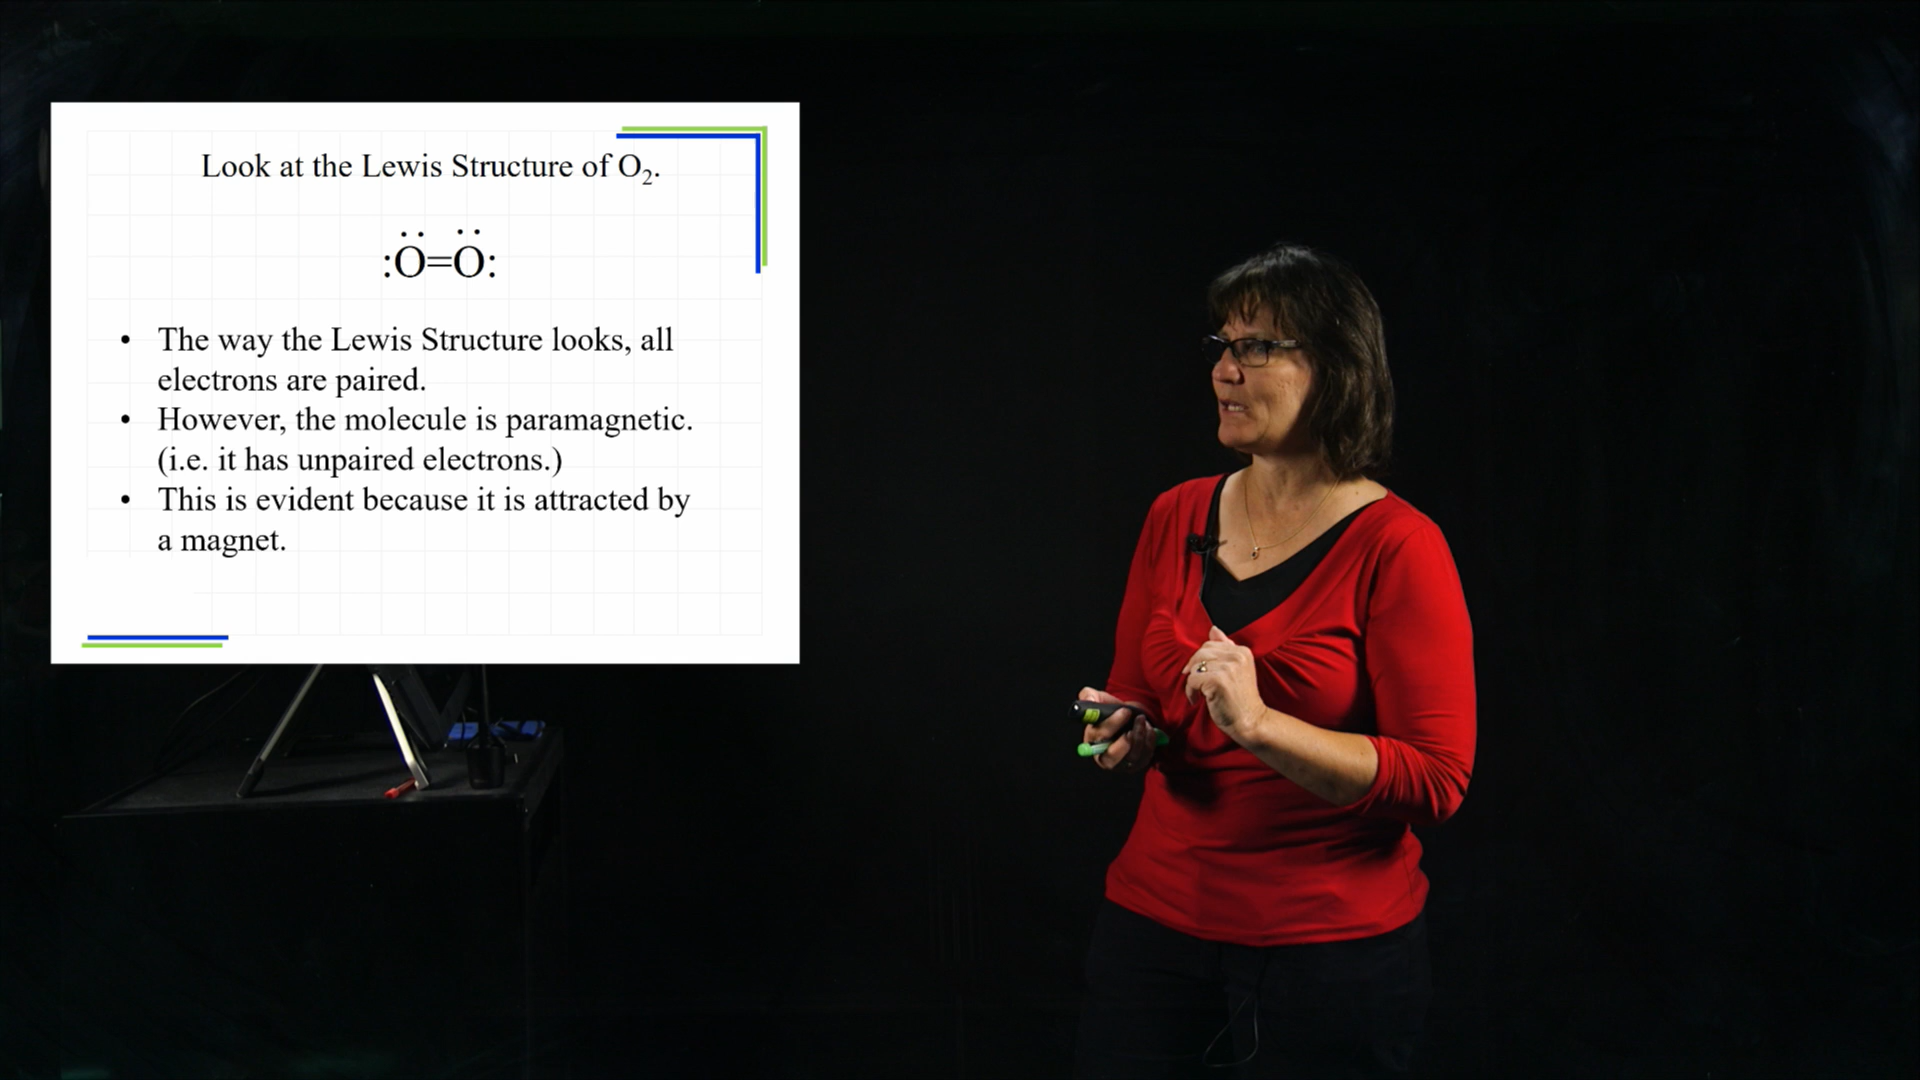 Look at the Lewis Structure of O₂.
:Ö=Ö:
• The way the Lewis Structure looks, all
electrons are paired.
• However, the molecule is paramagnetic.
(i.e. it has unpaired electrons.)
• This is evident because it is attracted by
a magnet.